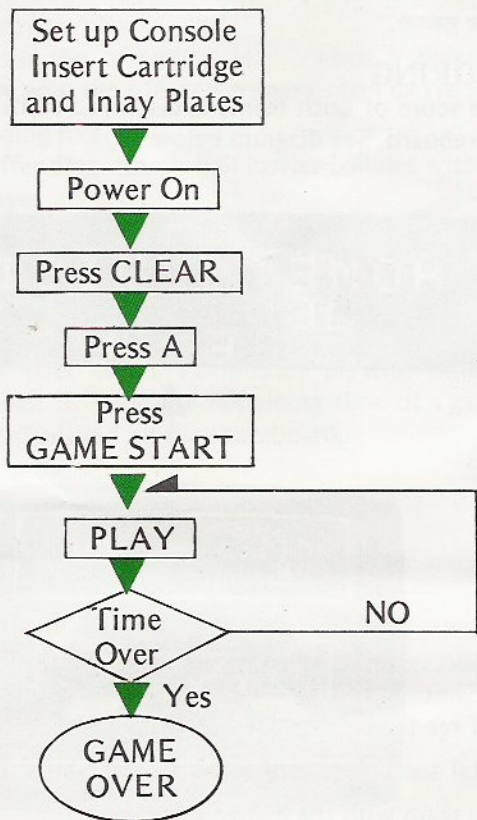 e game.
Set up Console
Insert Cartridge
and Inlay Plates
Power On
Press CLEAR
Press A
Press
GAME START
PLAY
Time
Over
NO
Yes
GAME
OVER